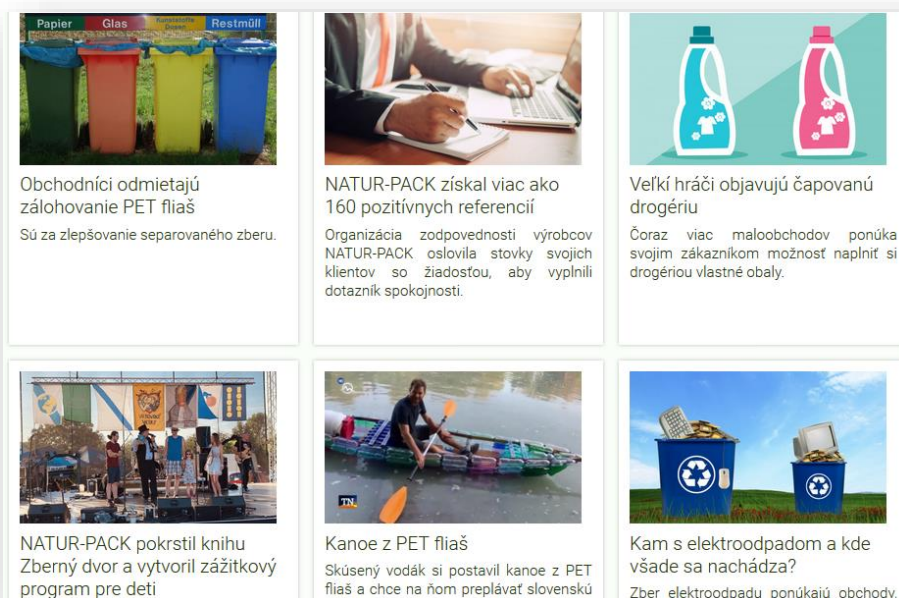 Papier
Glas
Kunststoffe
Dosen
Restmüll
Obchodníci odmietajú
zálohovanie PET fliaš
Sú za zlepšovanie separovaného zberu.
NATUR-PACK získal viac ako
160 pozitívnych referencií
Organizácia zodpovednosti výrobcov
NATUR-PACK oslovila stovky svojich
klientov so žiadosťou, aby vyplnili
dotazník spokojnosti.
Veľkí hráči objavujú čapovanú
drogériu
Čoraz viac maloobchodov ponúka
svojim zákazníkom možnosť naplniť si
drogériou vlastné obaly.
NATUR-PACK pokrstil knihu
Zberný dvor a vytvoril zážitkový
program pre deti
TN
Kanoe z PET fliaš
Skúsený vodák si postavil kanoe z PET
fliaš a chce na ňom preplávať slovenskú
Kam s elektroodpadom a kde
všade sa nachádza?
Zber elektroodpadu ponúkajú obchody,